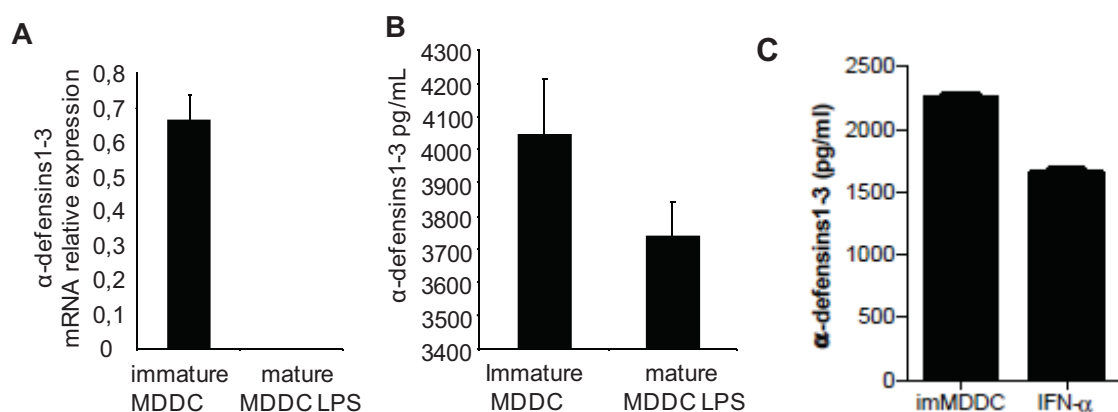 A
α-defensins1-3
mRNA relative expression
0,8
0,7
0,6
0,5
0,4
0,3
0,2
0,1
0
immature
MDDC
mature
MDDC LPS
B
α-defensins1-3 pg/mL
4300
4200
4100
4000
3900
3800
3700
3600
3500
3400
Immature
MDDC
mature
MDDC LPS
C
α-defensins1-3 (pg/ml)
2500
2000
1500
1000
500
0
imMDDC
IFN-α